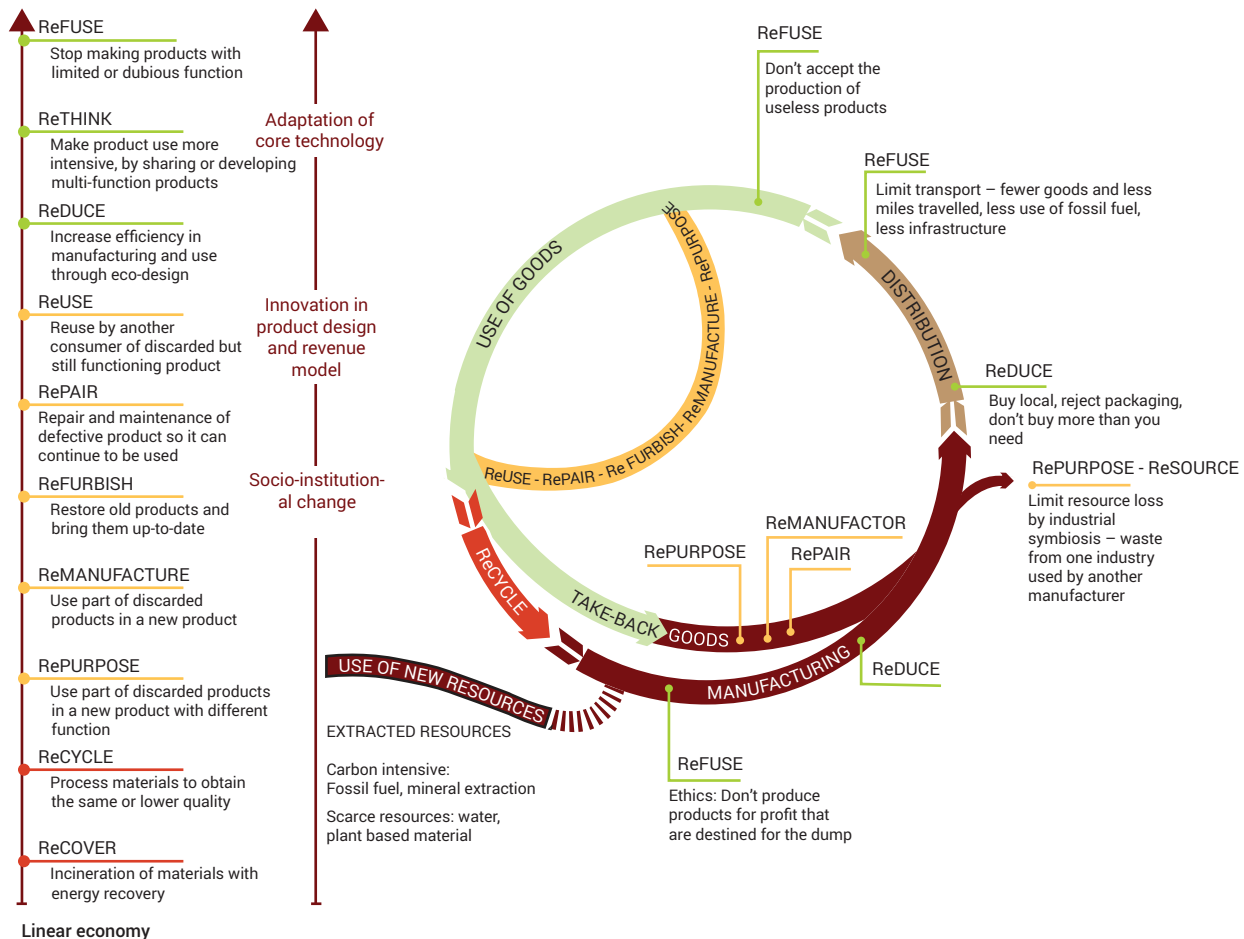 ReFUSE
Stop making products with
limited or dubious function
ReTHINK
Make product use more
intensive, by sharing or developing
multi-function products
ReDUCE
Increase efficiency in
manufacturing and use
through eco-design
ReUSE
Reuse by another
consumer of discarded but
still functioning product
RePAIR
Repair and maintenance of
defective product so it can
continue to be used
ReFURBISH
Restore old products and
bring them up-to-date
ReMANUFACTURE
Use part of discarded
products in a new product
RePURPOSE
Use part of discarded products
in a new product with different
function
ReCYCLE
Process materials to obtain
the same or lower quality
ReCOVER
Incineration of materials with
energy recovery
Linear economy
Adaptation of
core technology
Innovation in
product design
and revenue
model
Socio-institution-
al change
ReFUSE
Don't accept the
production of
useless products
ReFUSE
Limit transport – fewer goods and less
miles travelled, less use of fossil fuel,
less infrastructure
USE OF GOODS
DISTRIBUTION
ReUSE - RePAIR - Re FURBISH- ReMANUFACTURE - RePURPOSE
ReDUCE
Buy local, reject packaging,
don't buy more than you
need
RePURPOSE - ReSOURCE
Limit resource loss
by industrial
symbiosis – waste
from one industry
used by another
manufacturer
ReMANUFACTOR
RePURPOSE
RePAIR
ReCYCLE
TAKE-BACK
GOODS
MANUFACTURING
ReDUCE
USE OF NEW RESOURCES
EXTRACTED RESOURCES
Carbon intensive:
Fossil fuel, mineral extraction
Scarce resources: water,
plant based material
ReFUSE
Ethics: Don't produce
products for profit that
are destined for the dump